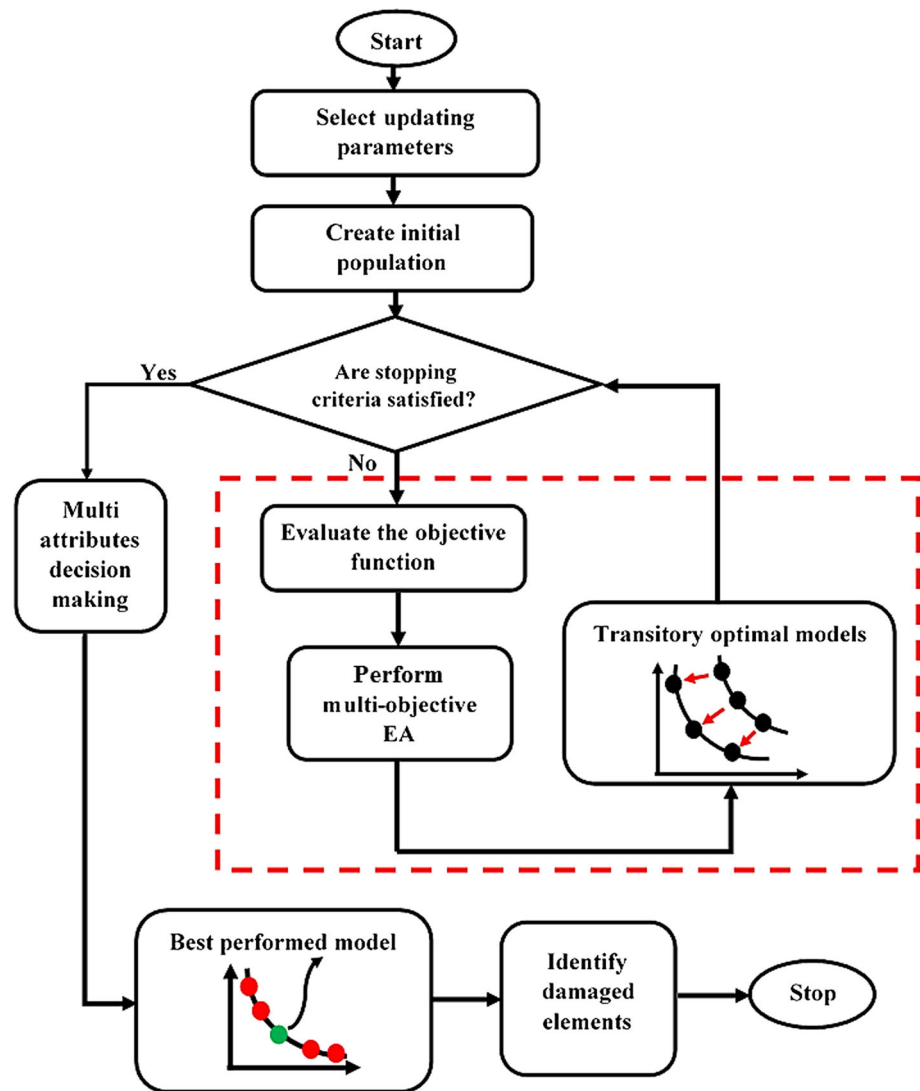 Start
Select updating
parameters
Create initial
population
Are stopping
criteria satisfied?
Yes
No
Multi
attributes
decision
making
Evaluate the objective
function
Perform
multi-objective
EA
Transitory optimal models
Best performed model
Identify
damaged
elements
Stop